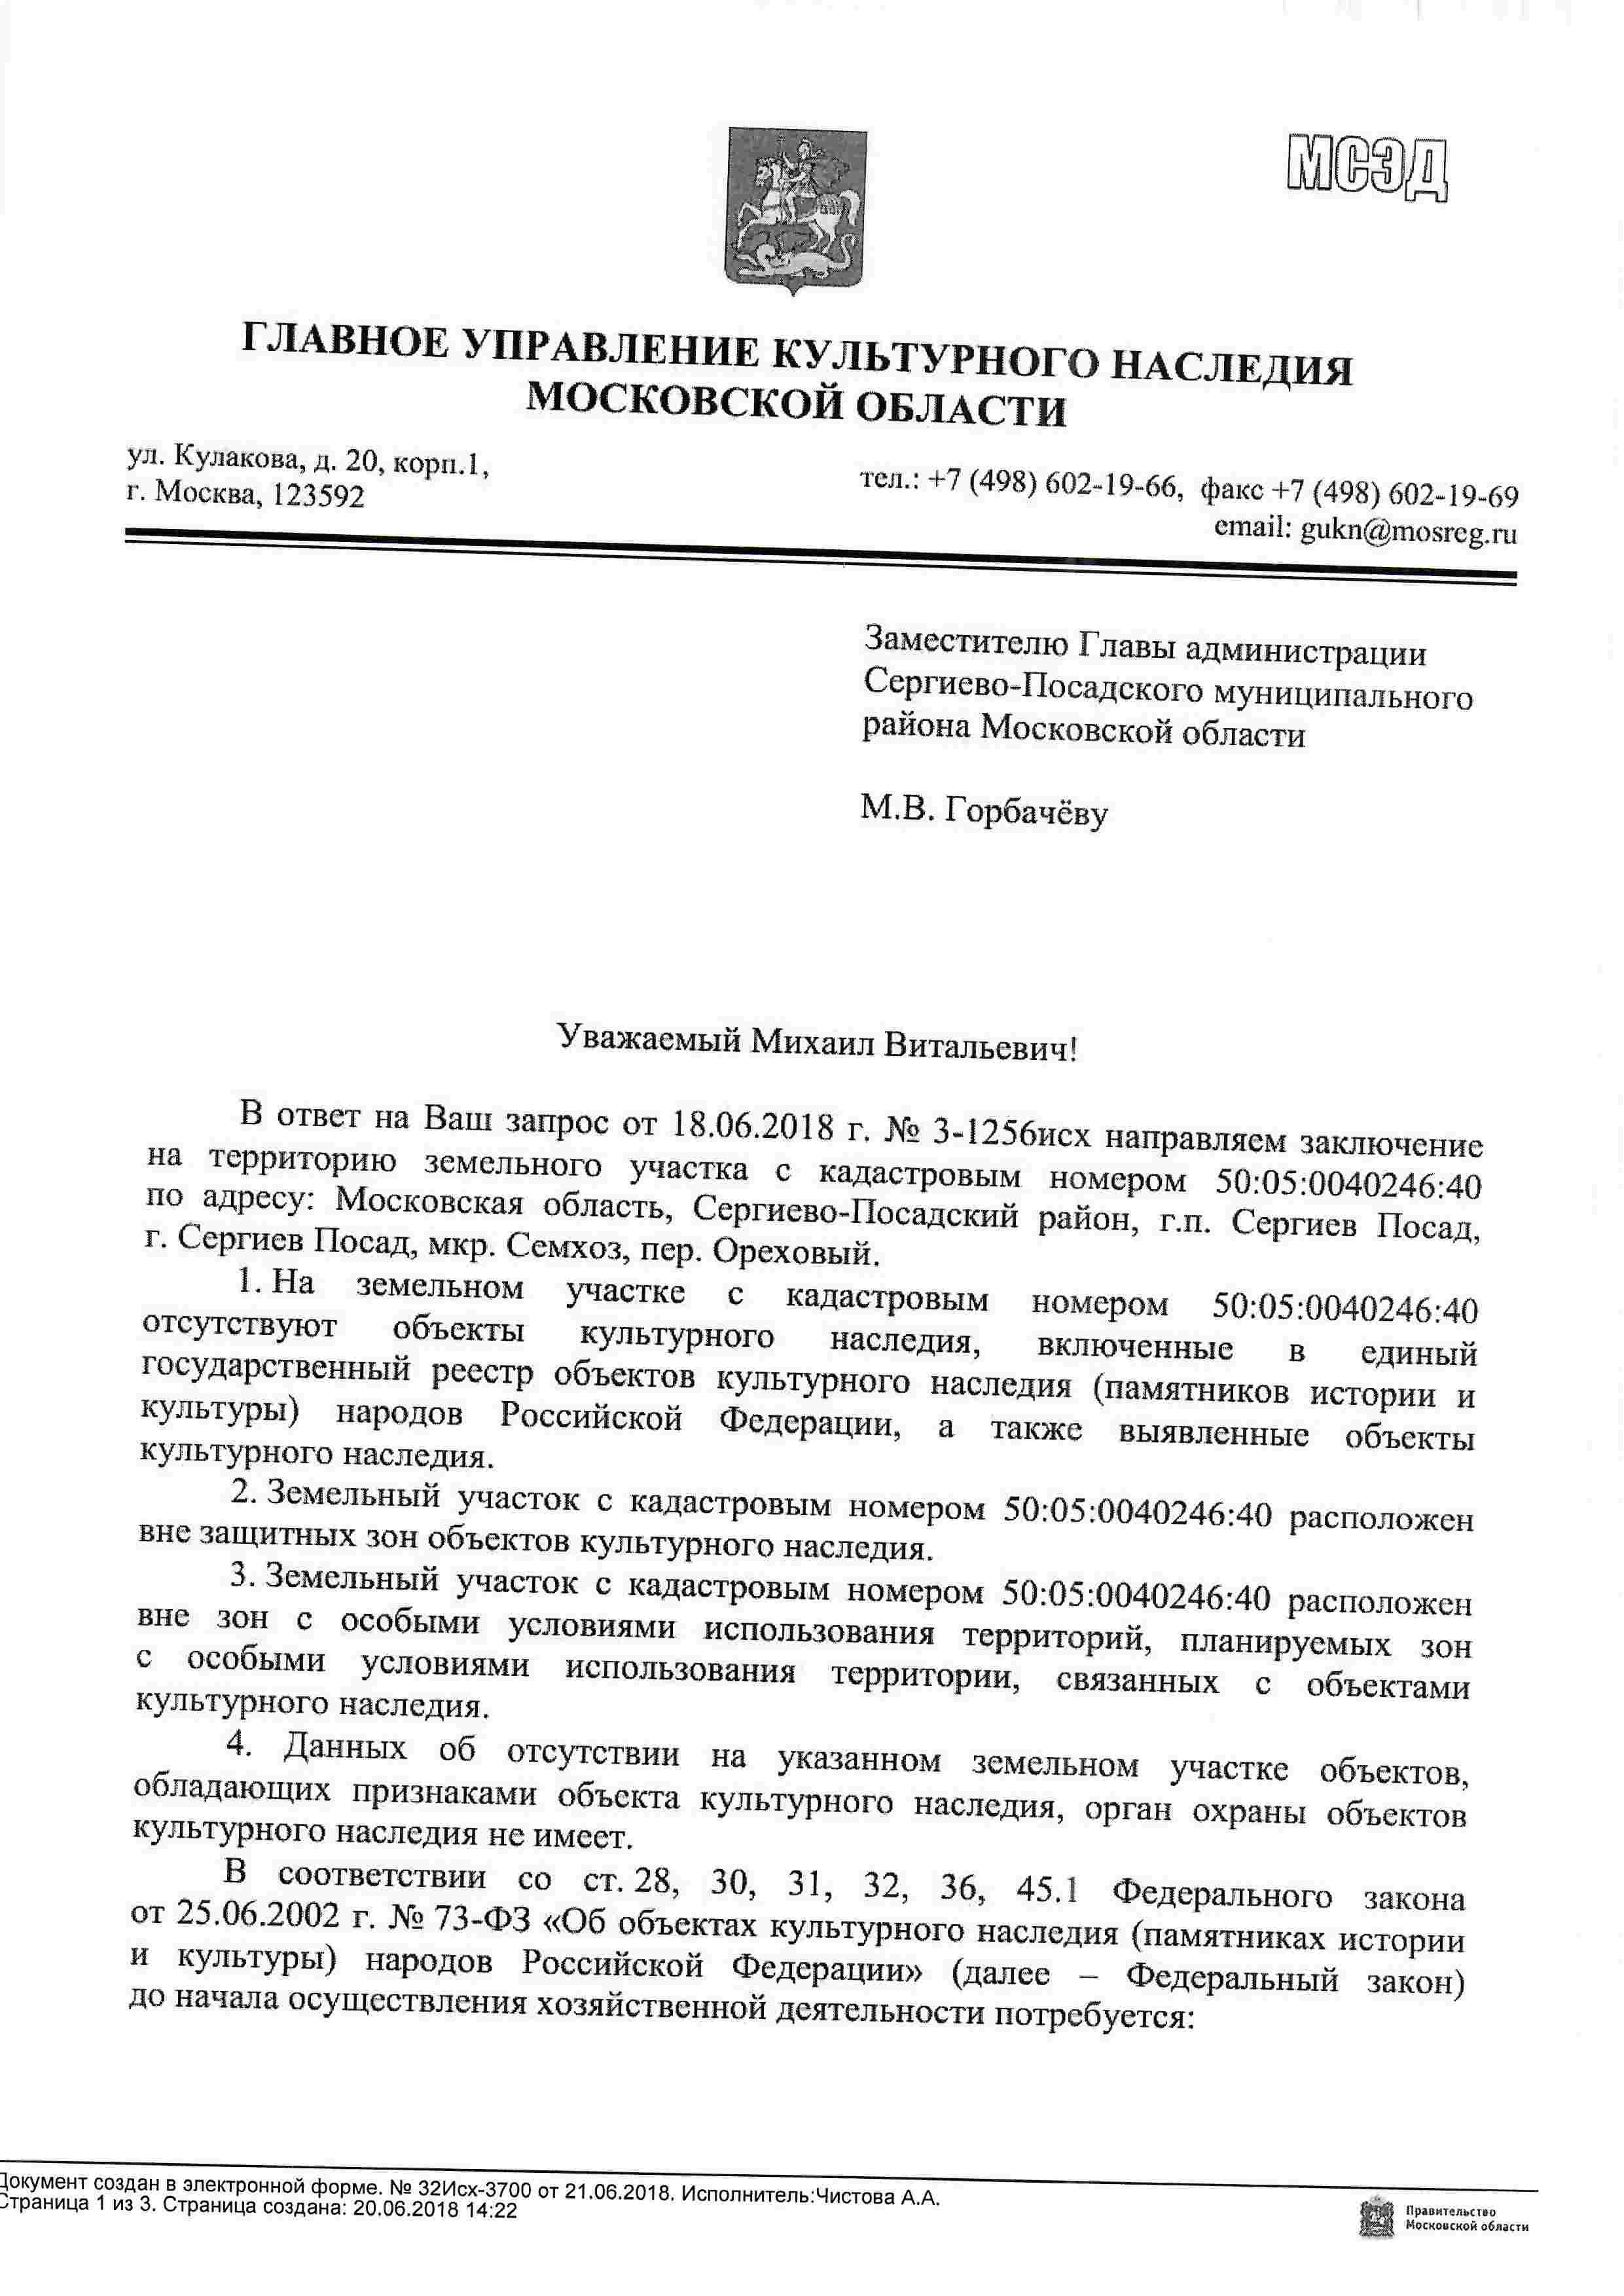 МСЭД
ГЛАВНОЕ УПРАВЛЕНИЕ КУЛЬТУРНОГО НАСЛЕДИЯ
МОСКОВСКОЙ ОБЛАСТИ
ул. Кулакова, д. 20, корп.1,
г. Москва, 123592
тел.: +7 (498) 602-19-66, факс +7 (498) 602-19-69
email: gukn@mosreg.ru
Заместителю Главы администрации
Сергиево-Посадского муниципального
района Московской области
М.В. Горбачёву
Уважаемый Михаил Витальевич!
В ответ на Ваш запрос от 18.06.2018 г. № 3-1256исх направляем заключение
на территорию земельного участка с кадастровым номером 50:05:0040246:40
по адресу: Московская область, Сергиево-Посадский район, г.п. Сергиев Посад,
г. Сергиев Посад, мкр. Семхоз, пер. Ореховый.
1. На земельном участке с кадастровым номером 50:05:0040246:40
отсутствуют объекты культурного наследия, включенные в единый
государственный реестр объектов культурного наследия (памятников истории и
культуры) народов Российской Федерации, а также выявленные объекты
культурного наследия.
2. Земельный участок с кадастровым номером 50:05:0040246:40 расположен
вне защитных зон объектов культурного наследия.
3. Земельный участок с кадастровым номером 50:05:0040246:40 расположен
вне зон с особыми условиями использования территорий, планируемых зон
с особыми условиями использования территории, связанных с объектами
культурного наследия.
4. Данных об отсутствии на указанном земельном участке объектов,
обладающих признаками объекта культурного наследия, орган охраны объектов
культурного наследия не имеет.
В соответствии со ст. 28, 30, 31, 32, 36, 45.1 Федерального закона
от 25.06.2002 г. № 73-ФЗ «Об объектах культурного наследия (памятниках истории
и культуры) народов Российской Федерации» (далее – Федеральный закон)
до начала осуществления хозяйственной деятельности потребуется:
Документ создан в электронной форме. № 32Исх-3700 от 21.06.2018. Исполнитель:Чистова А.А.
Страница 1 из 3. Страница создана: 20.06.2018 14:22
Правительство
Московской области